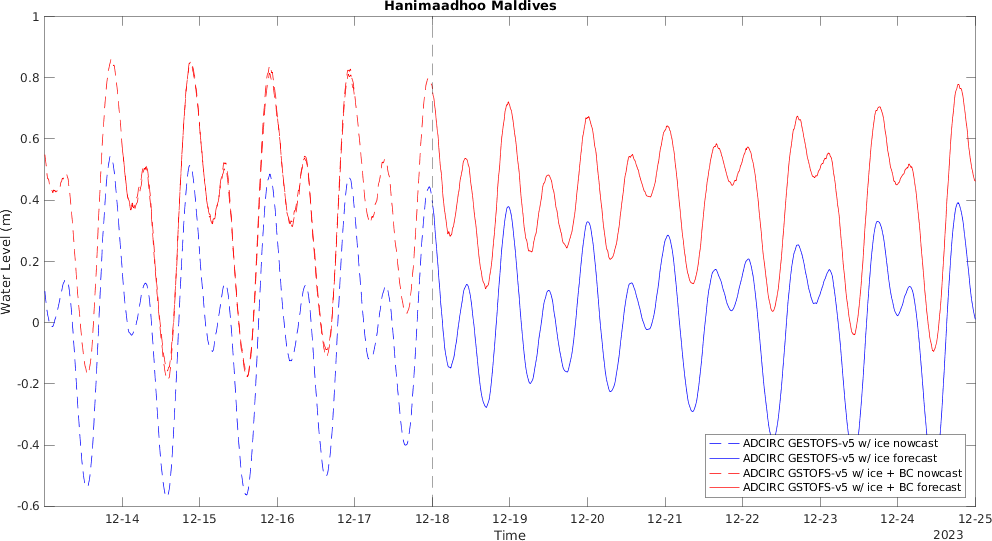 Hanimaadhoo Maldives
1
0.8
0.6
0.4
0.2
0
-0.2
-0.4
-0.6
Water Level (m)
ADCIRC GESTOFS-v5 w/ ice nowcast
ADCIRC GESTOFS-v5 w/ ice forecast
ADCIRC GSTOFS-v5 w/ ice + BC nowcast
ADCIRC GSTOFS-v5 w/ ice + BC forecast
12-14 12-15 12-16 12-17 12-18 12-19 12-20 12-21 12-22 12-23 12-24 12-25
Time
2023